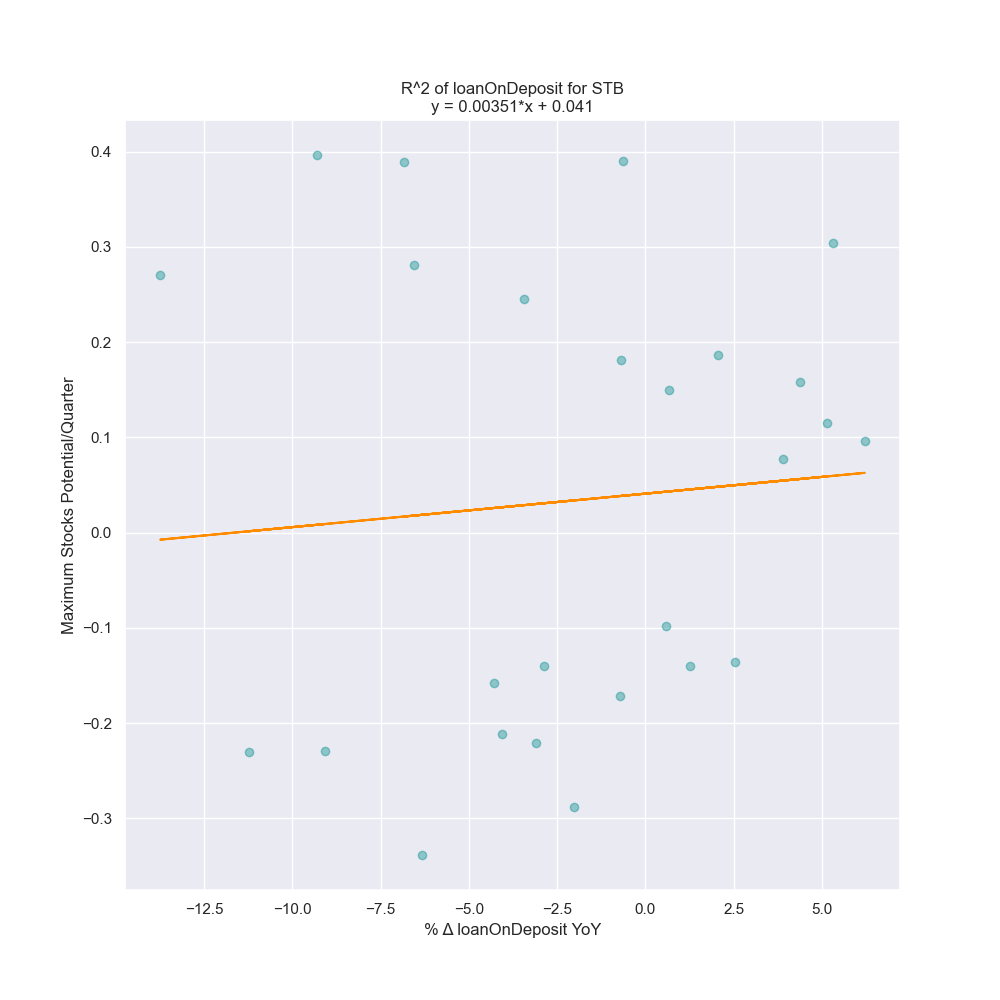 R^2 of loanOnDeposit for STB
y = 0.00351*x + 0.041
0.4
0.3
0.2
0.1
0.0
−0.1
−0.2
−0.3
Maximum Stocks Potential/Quarter
−12.5 −10.0 −7.5 −5.0 −2.5 0.0 2.5 5.0
% Δ loanOnDeposit YoY